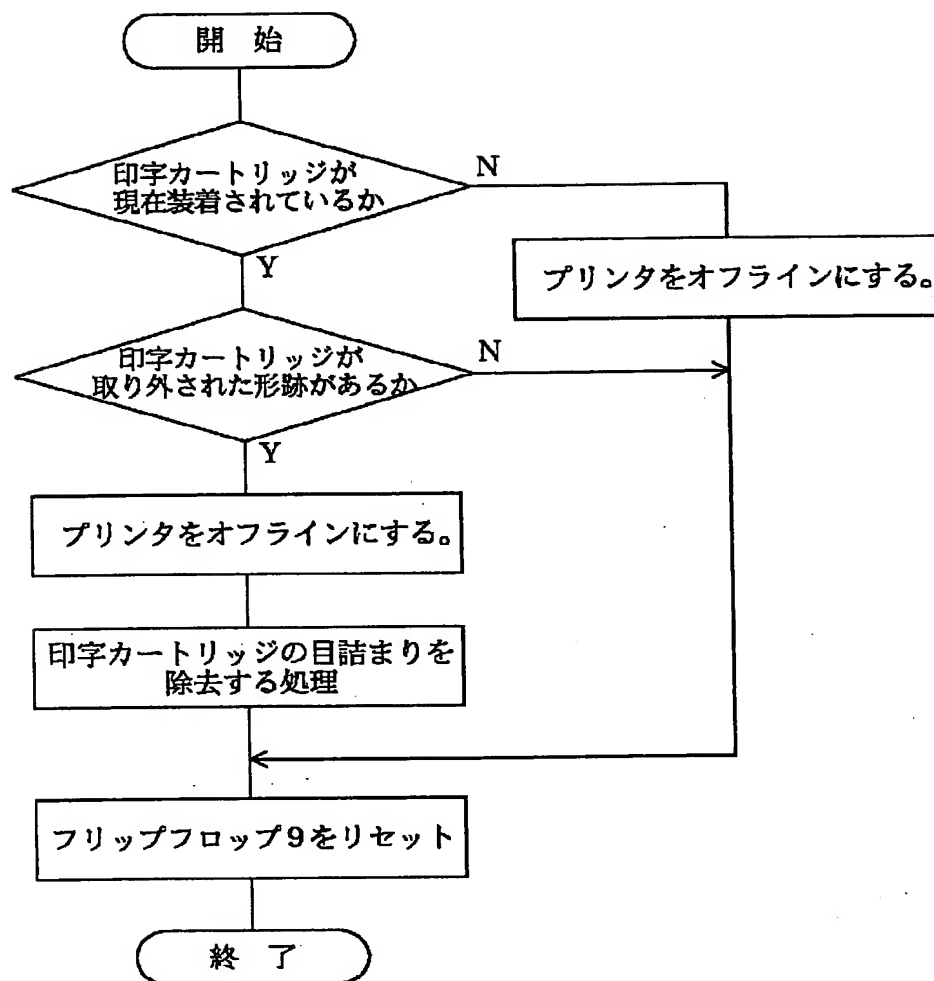 開 始
印字カートリッジが
現在装着されているか
N
Y
プリンタをオフラインにする。
印字カートリッジが
取り外された形跡があるか
N
Y
プリンタをオフラインにする。
印字カートリッジの目詰まりを
除去する処理
フリップフロップ9をリセット
終 了